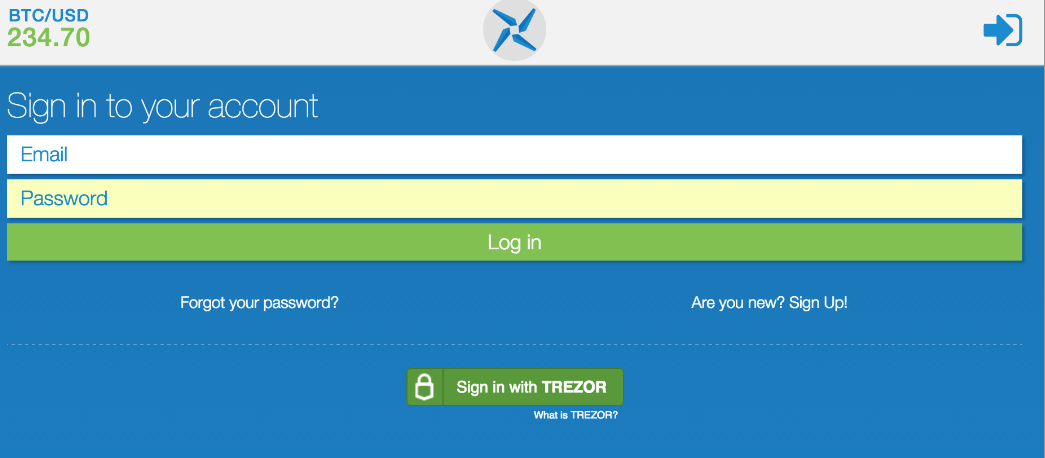 BTC/USD
234.70
Sign in to your account
Email
Password
Log in
Forgot your password? Are you new? Sign Up!
Sign in with TREZOR
What is TREZOR?